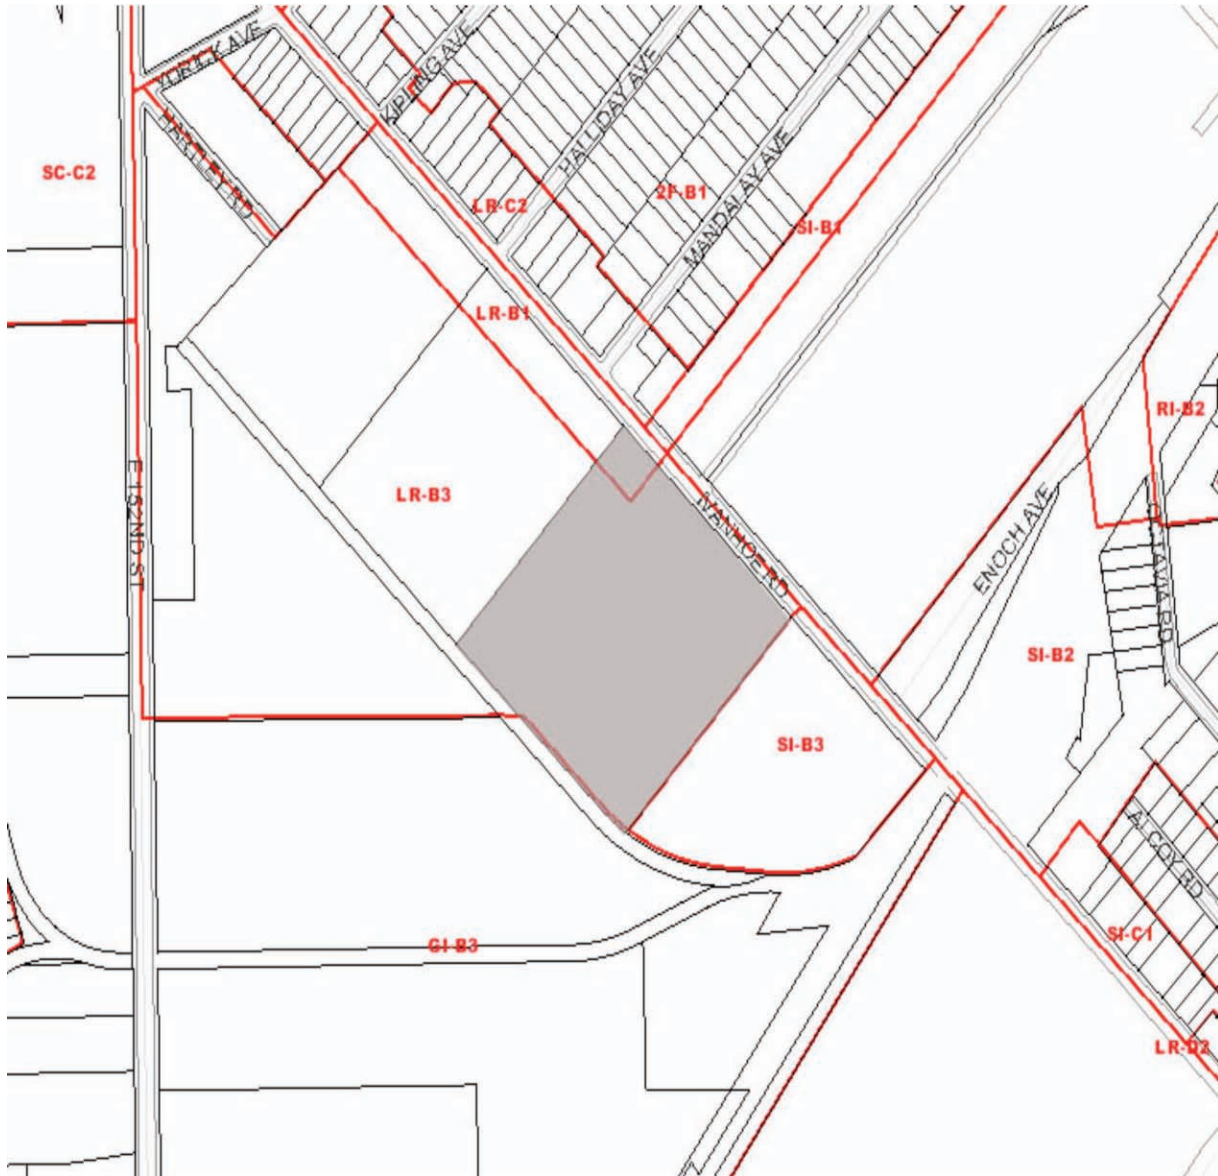 YORICK AVE
KIPLING AVE
HALLIDAY AVE
HARTLEY RD
SC-C2
LR-C2
2F-B1
MANDALAY AVE
SI-B1
LR-B1
RI-B2
LR-B3
E 152ND ST
IVANHOE RD
ENOCH AVE
SI-B2
SI-B3
GI-B3
SI-C1
LR-D2